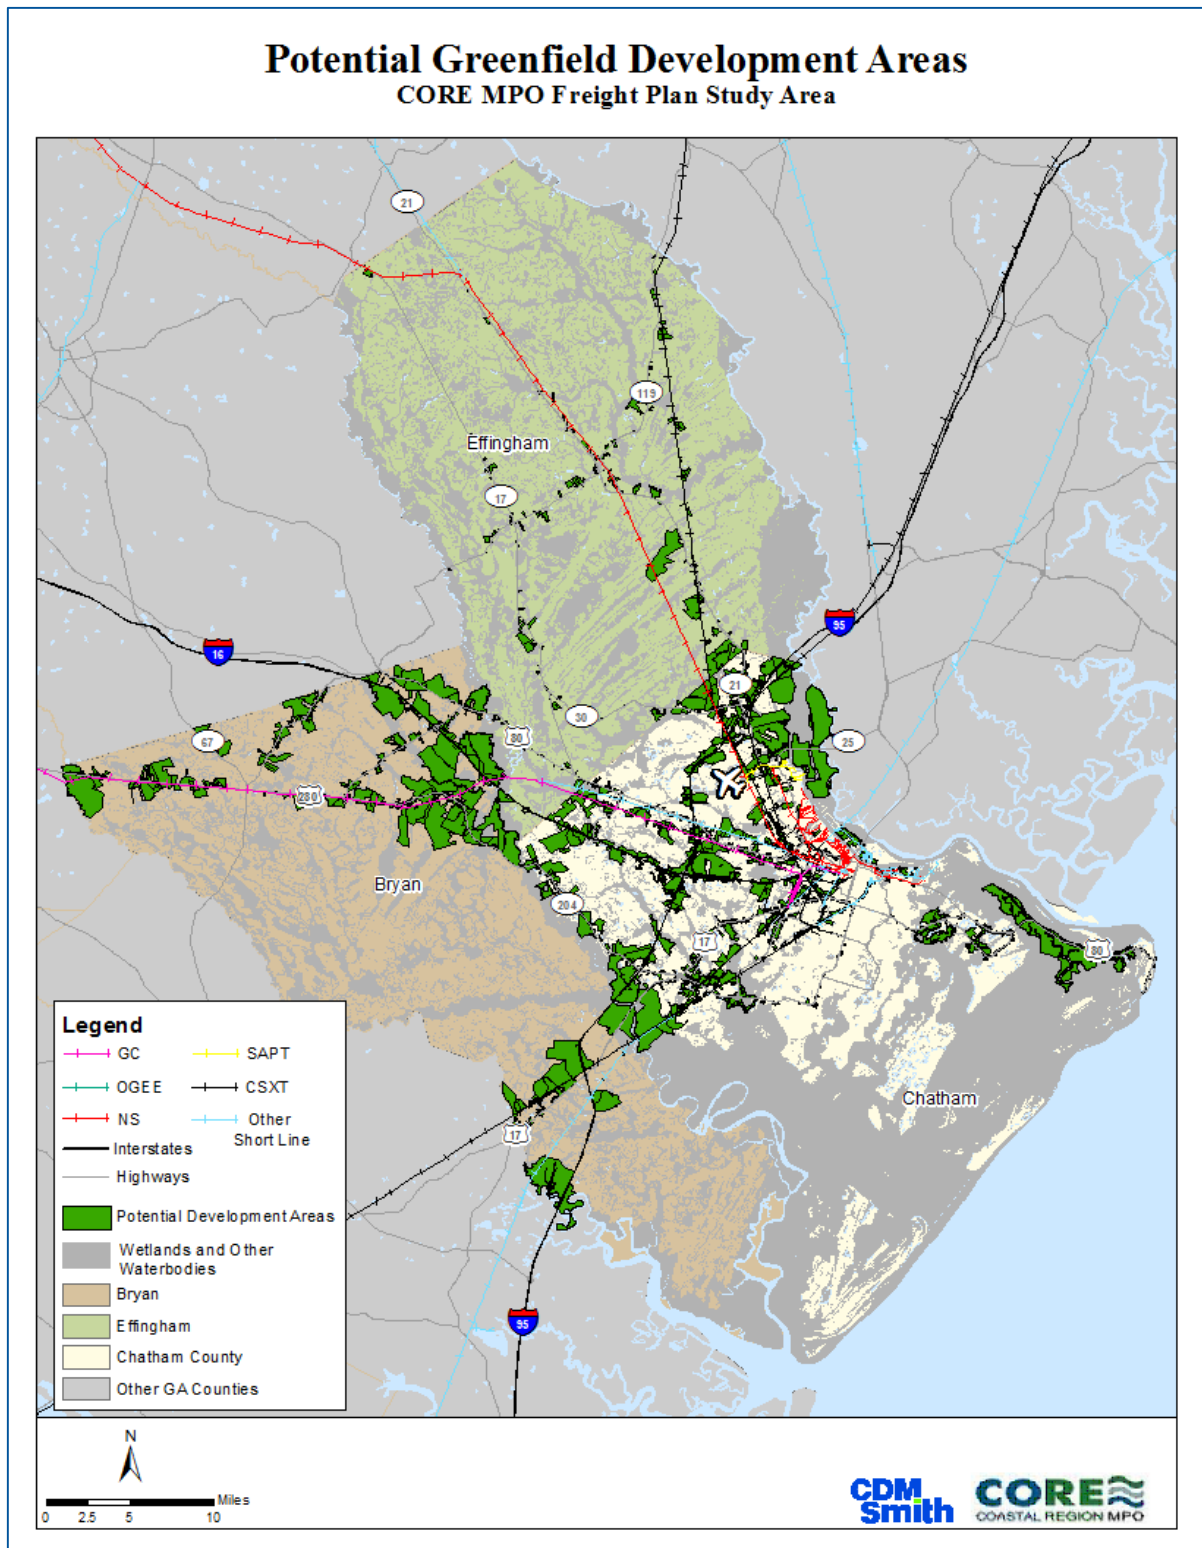 Potential Greenfield Development Areas
CORE MPO Freight Plan Study Area
21
119
Effingham
17
95
16
21
30
67
80
25
280
Bryan
204
17
80
Chatham
17
95
Legend
GC
SAPT
OGEE
CSXT
NS
Other
Short Line
Interstates
Highways
Potential Development Areas
Wetlands and Other
Waterbodies
Bryan
Effingham
Chatham County
Other GA Counties
N
Miles
0 2.5 5 10
CDM
Smith
CORE
COASTAL REGION MPO